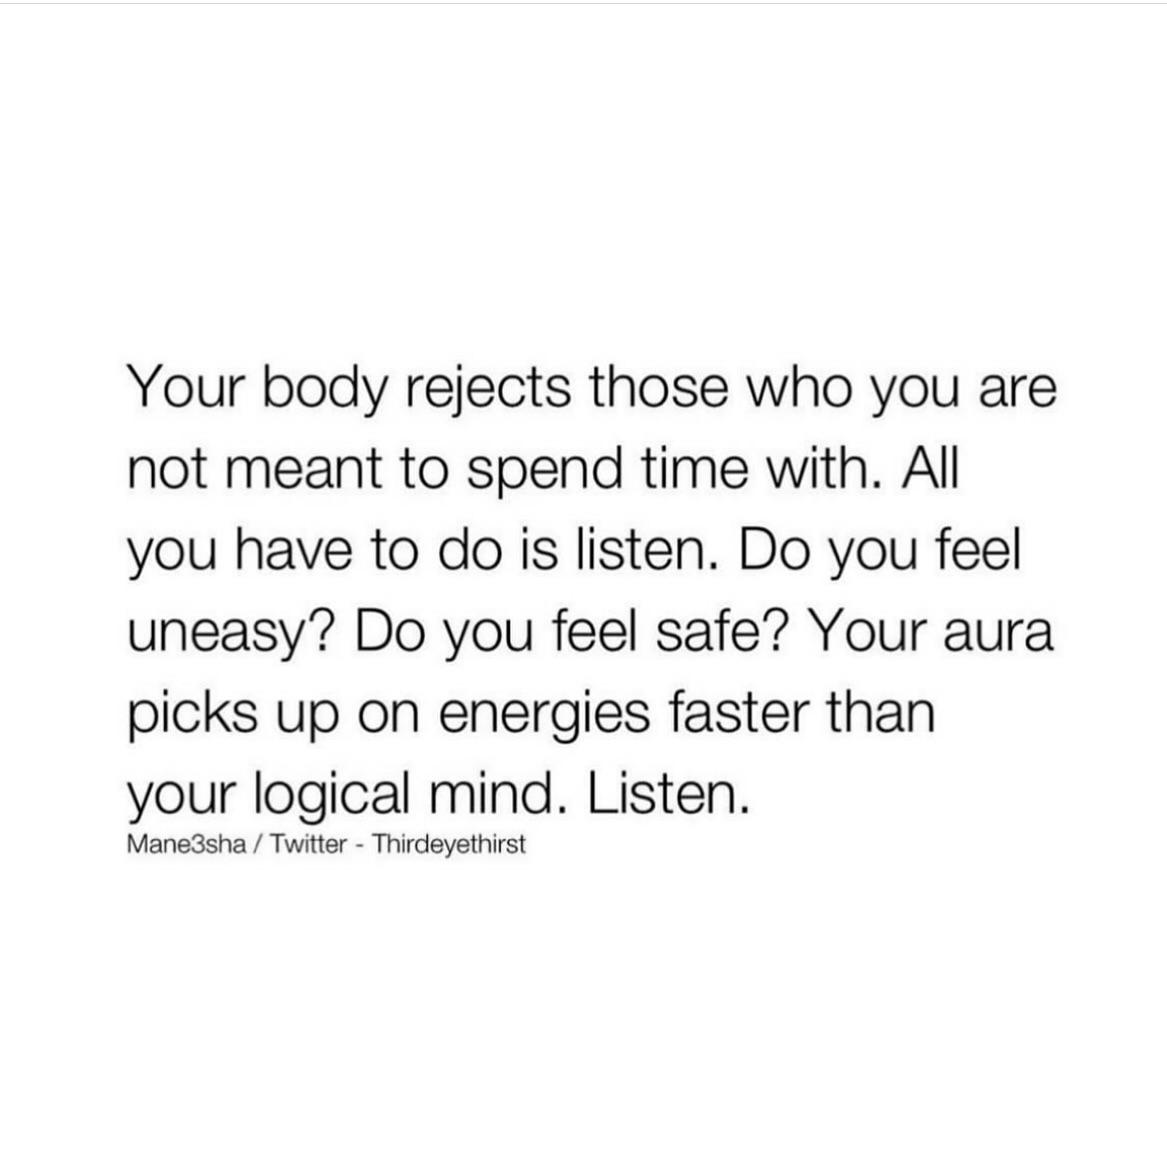 Your body rejects those who you are
not meant to spend time with. All
you have to do is listen. Do you feel
uneasy? Do you feel safe? Your aura
picks up on energies faster than
your logical mind. Listen.
Mane3sha / Twitter - Thirdeyethirst